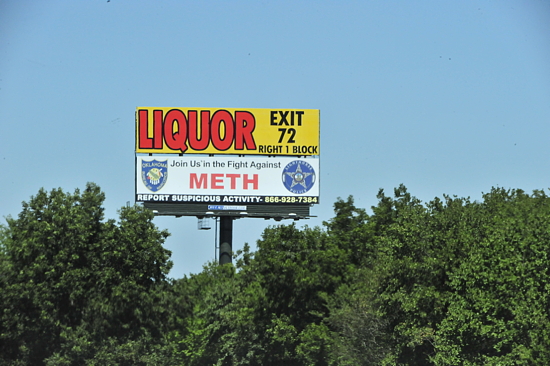 LIQUOR
EXIT
72
RIGHT 1 BLOCK
OKLAHOMA
Join Us in the Fight Against
METH
REPORT SUSPICIOUS ACTIVITY- 866-928-7384